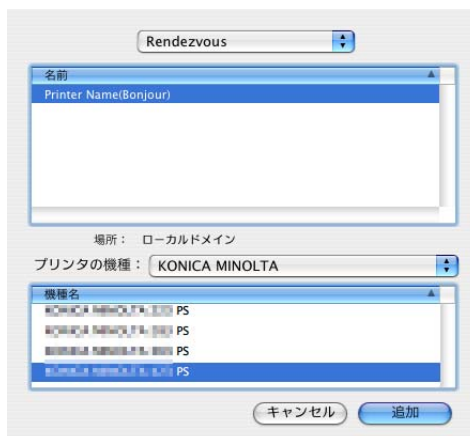 Rendezvous
名前
Printer Name(Bonjour)
場所： ローカルドメイン
プリンタの機種： KONICA MINOLTA
機種名
PS
PS
PS
PS
キャンセル 追加